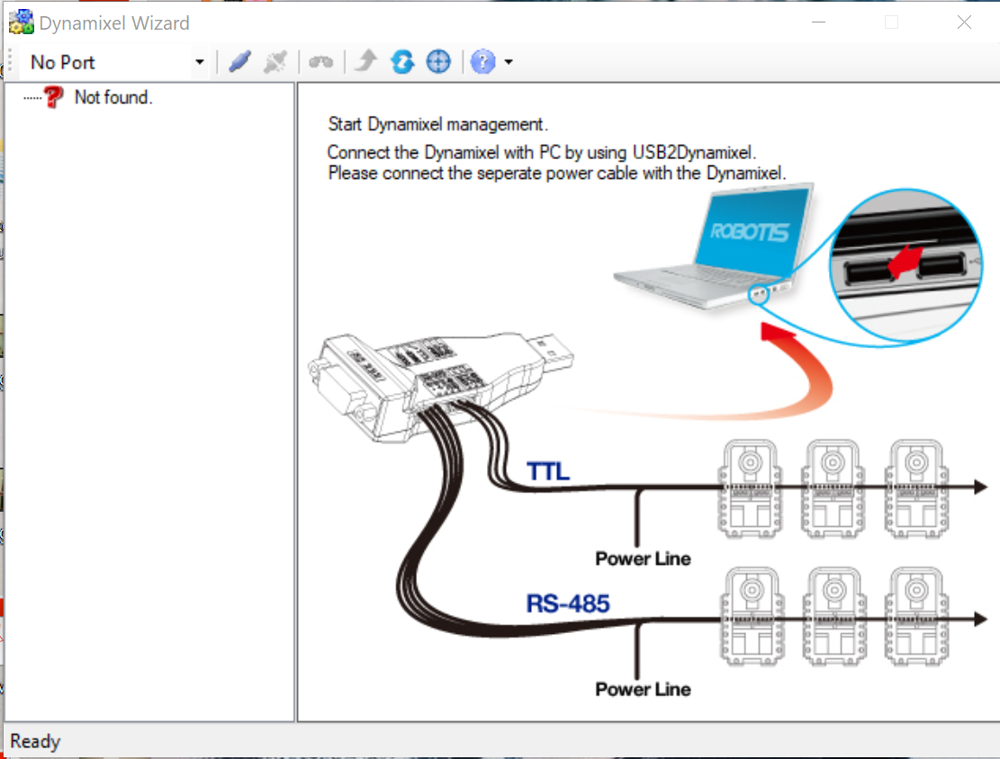 Dynamixel Wizard
No Port
Not found.
Start Dynamixel management.
Connect the Dynamixel with PC by using USB2Dynamixel.
Please connect the seperate power cable with the Dynamixel.
ROBOTIS
TTL
Power Line
RS-485
Power Line
Ready